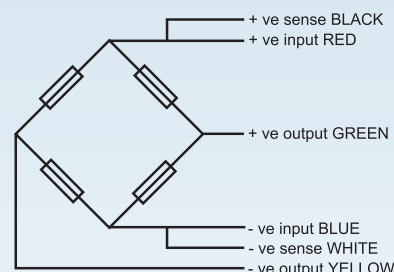 + ve sense BLACK
+ ve input RED
+ ve output GREEN
- ve input BLUE
- ve sense WHITE
- ve output YELLOW